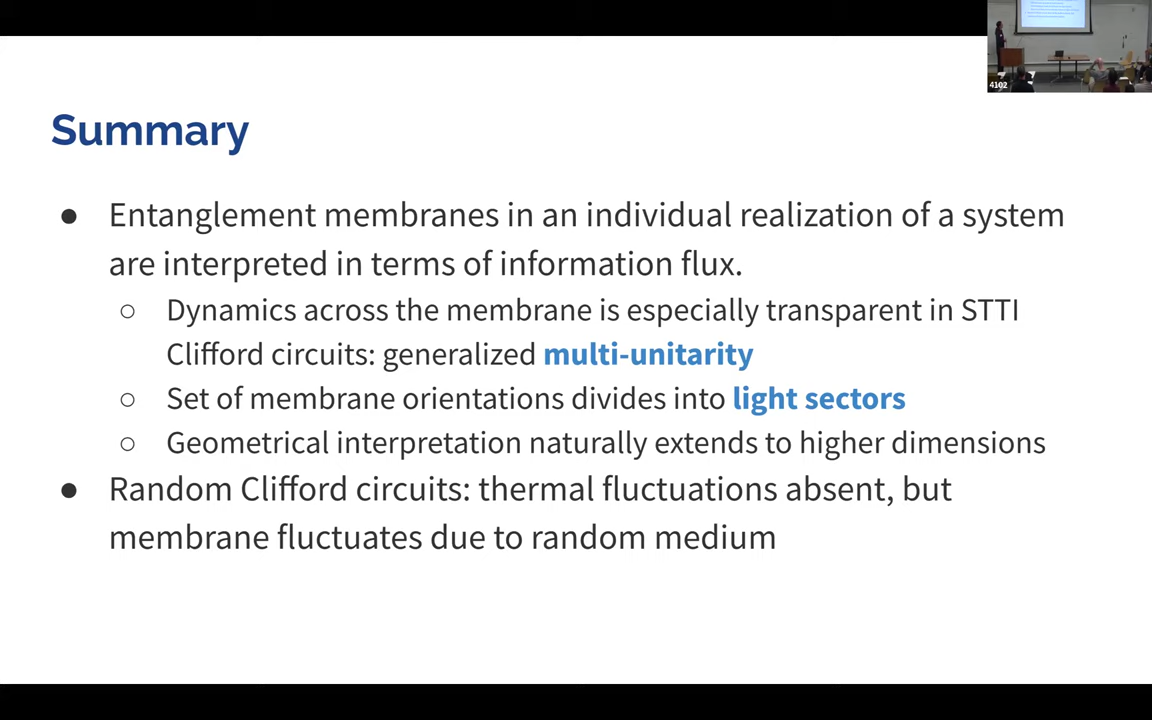 4102
Summary
● Entanglement membranes in an individual realization of a system
are interpreted in terms of information flux.
○ Dynamics across the membrane is especially transparent in STTI
Clifford circuits: generalized multi-unitarity
○ Set of membrane orientations divides into light sectors
○ Geometrical interpretation naturally extends to higher dimensions
● Random Clifford circuits: thermal fluctuations absent, but
membrane fluctuates due to random medium